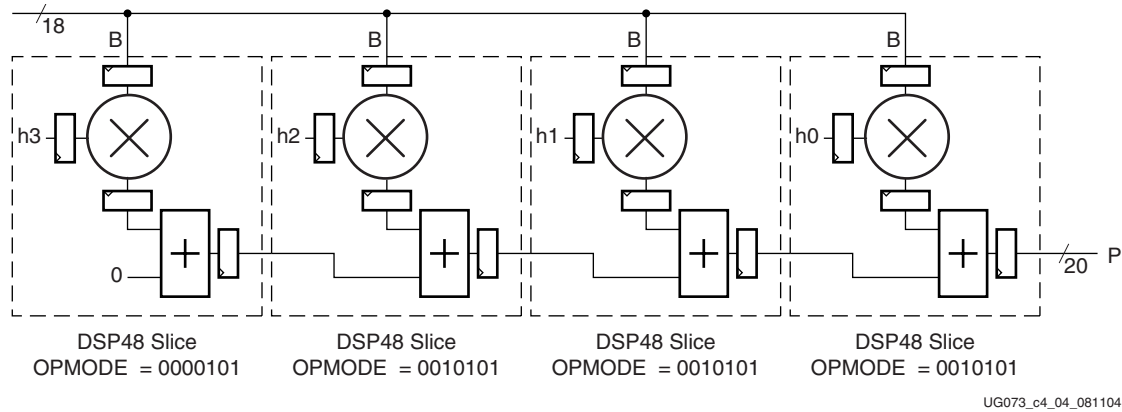 18
B
B
B
B
h3
h2
h1
h0
0
P
20
DSP48 Slice
OPMODE = 0000101
DSP48 Slice
OPMODE = 0010101
DSP48 Slice
OPMODE = 0010101
DSP48 Slice
OPMODE = 0010101
UG073_c4_04_081104